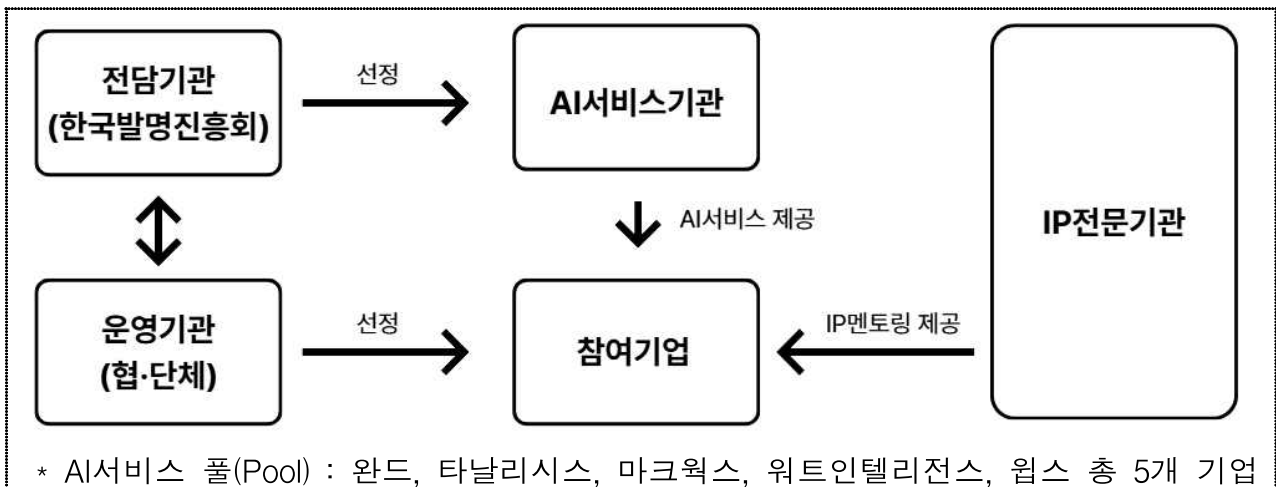 전담기관
(한국발명진흥회)
선정
AI서비스기관
IP전문기관
AI서비스 제공
운영기관
(협·단체)
선정
참여기업
IP멘토링 제공
* AI서비스 풀(Pool) : 완드, 타날리시스, 마크웍스, 워트인텔리전스, 윕스 총 5개 기업